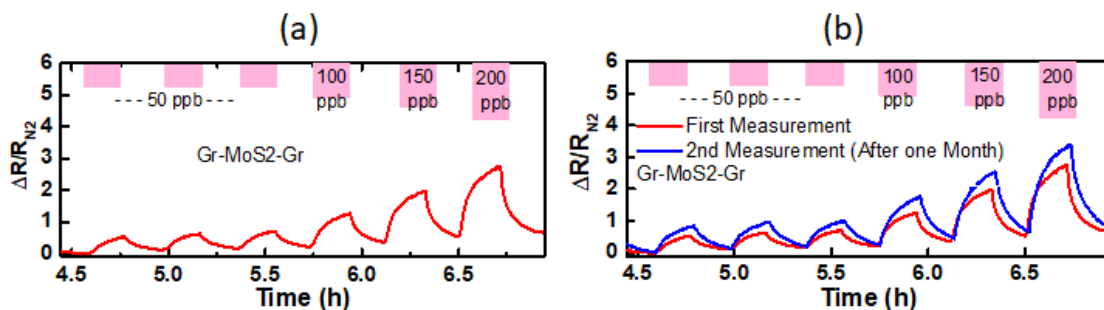 (a)
6
5
4
3
2
1
0
ΔR/R_N2
100 ppb
150 ppb
200 ppb
- - - - 50 ppb - - - -
Gr-MoS2-Gr
4.5 5.0 5.5 6.0 6.5
Time (h)
(b)
6
5
4
3
2
1
0
ΔR/R_N2
100 ppb
150 ppb
200 ppb
- - - - 50 ppb - - - -
First Measurement
2nd Measurement (After one Month)
Gr-MoS2-Gr
4.5 5.0 5.5 6.0 6.5
Time (h)